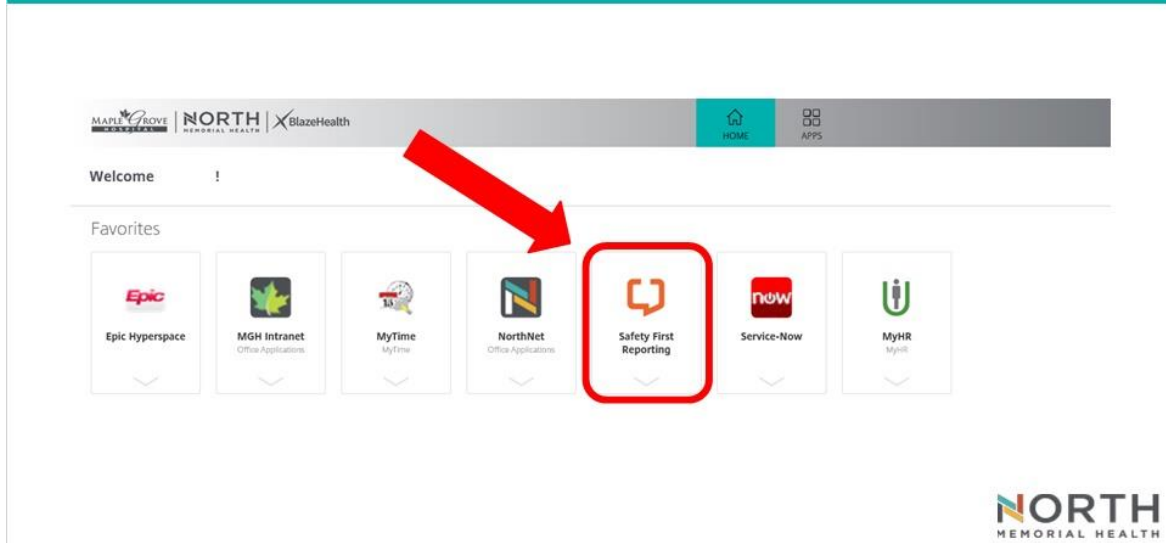 MAPLE GROVE HOSPITAL NORTH MEMORIAL HEALTH BlazeHealth
HOME APPS
Welcome !
Favorites
Epic 15 N now
Epic Hyperspace MGH Intranet MyTime NorthNet Safety First Service-Now MyHR
Office Applications MyTime Office Applications Reporting MyHR
NORTH
MEMORIAL HEALTH